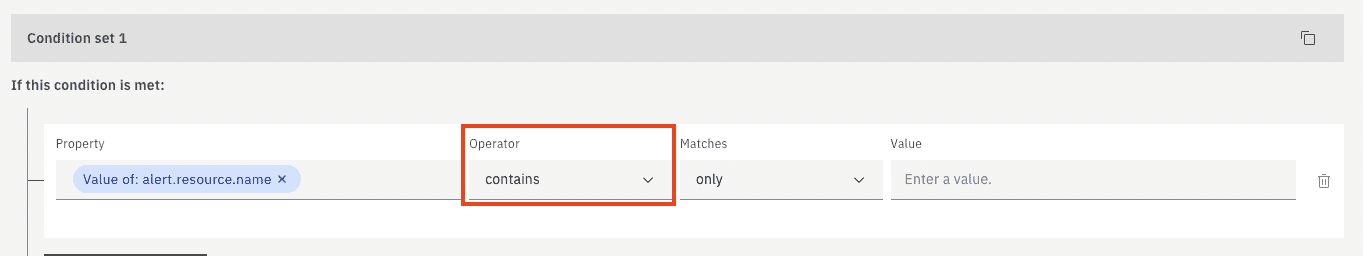 Condition set 1
If this condition is met:
Property
Operator
Matches
Value
Value of: alert.resource.name ×
contains
only
Enter a value.